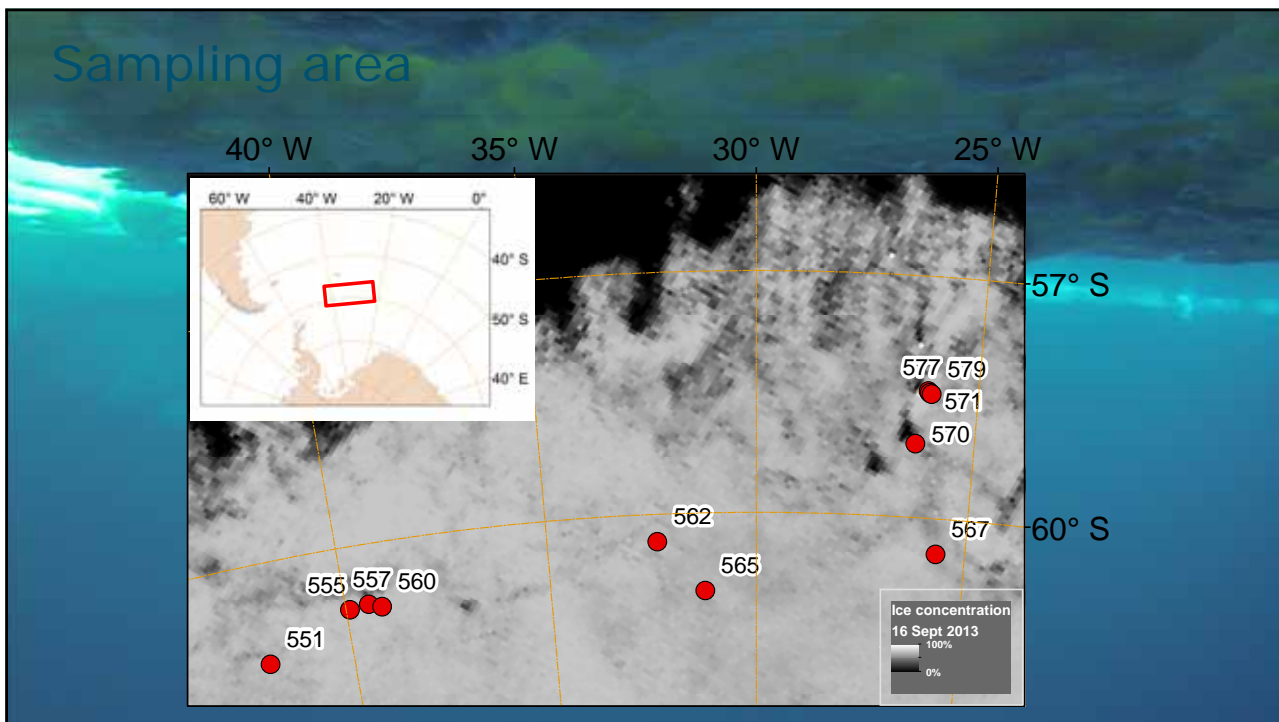 Sampling area
40° W 35° W 30° W 25° W
60° W 40° W 20° W 0°
40° S
50° S
40° E
57° S
577 579
571
570
562
567
60° S
565
555 557 560
551
Ice concentration
16 Sept 2013
100%
0%